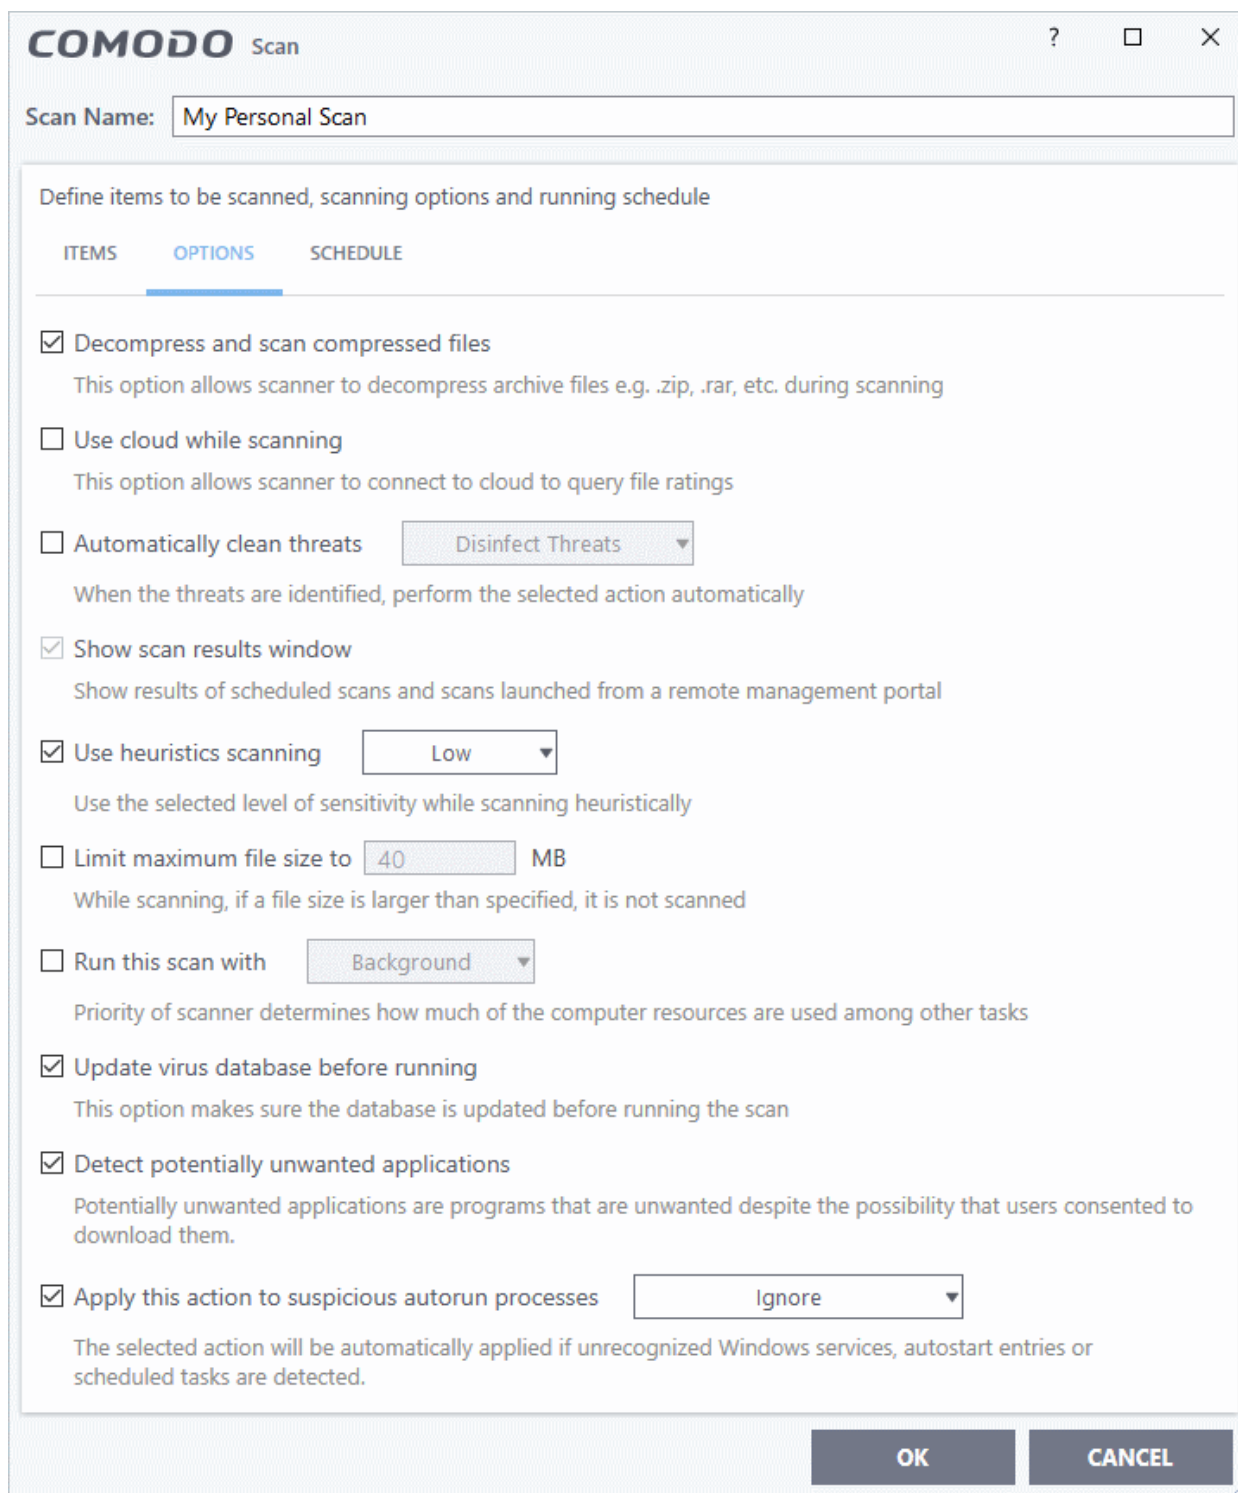 COMODO Scan ?
Scan Name: My Personal Scan
Define items to be scanned, scanning options and running schedule
ITEMS OPTIONS SCHEDULE
Decompress and scan compressed files
This option allows scanner to decompress archive files e.g. .zip, .rar, etc. during scanning
Use cloud while scanning
This option allows scanner to connect to cloud to query file ratings
Automatically clean threats Disinfect Threats
When the threats are identified, perform the selected action automatically
Show scan results window
Show results of scheduled scans and scans launched from a remote management portal
Use heuristics scanning Low
Use the selected level of sensitivity while scanning heuristically
Limit maximum file size to 40 MB
While scanning, if a file size is larger than specified, it is not scanned
Run this scan with Background
Priority of scanner determines how much of the computer resources are used among other tasks
Update virus database before running
This option makes sure the database is updated before running the scan
Detect potentially unwanted applications
Potentially unwanted applications are programs that are unwanted despite the possibility that users consented to
download them.
Apply this action to suspicious autorun processes Ignore
The selected action will be automatically applied if unrecognized Windows services, autostart entries or
scheduled tasks are detected.
OK CANCEL